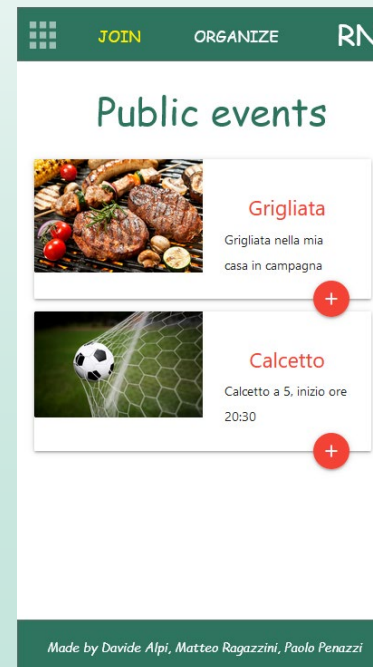 JOIN ORGANIZE RN
Public events
Grigliata
Grigliata nella mia
casa in campagna
+
Calcetto
Calcetto a 5, inizio ore
20:30
+
Made by Davide Alpi, Matteo Ragazzini, Paolo Penazzi